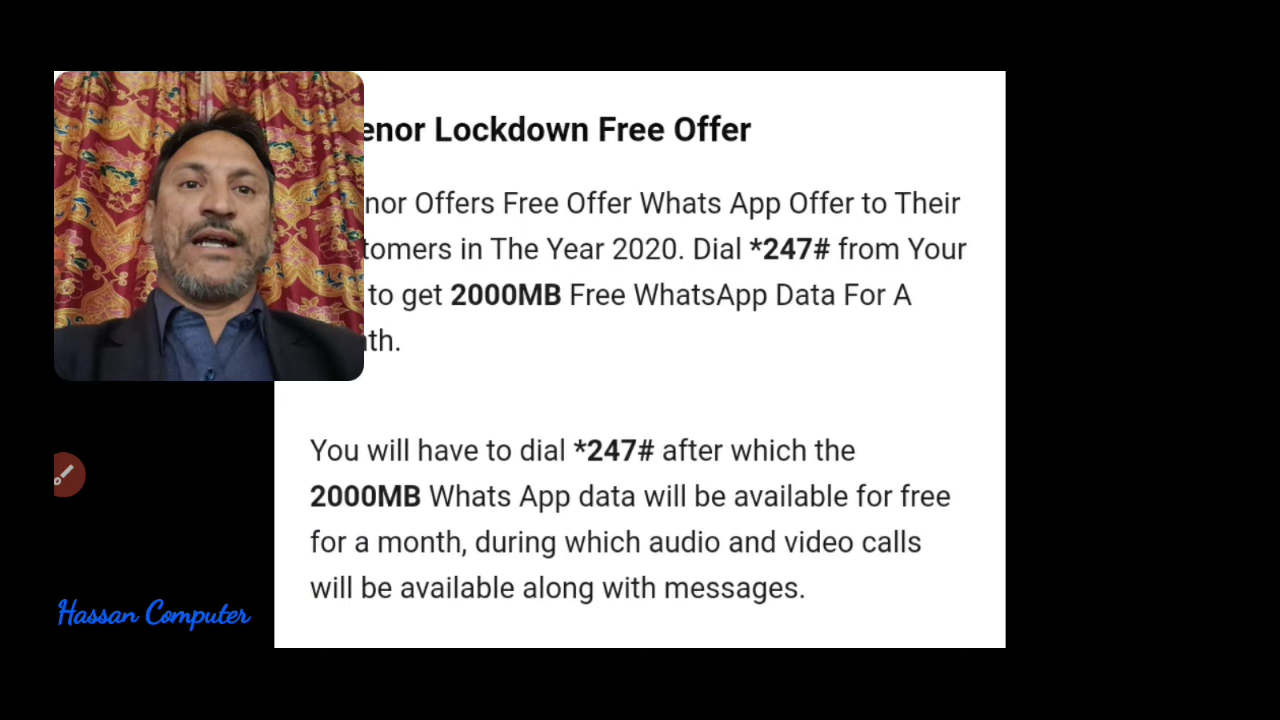 enor Lockdown Free Offer
nor Offers Free Offer Whats App Offer to Their
tomers in The Year 2020. Dial *247# from Your
to get 2000MB Free WhatsApp Data For A
th.
You will have to dial *247# after which the
2000MB Whats App data will be available for free
for a month, during which audio and video calls
will be available along with messages.
Hassan Computer